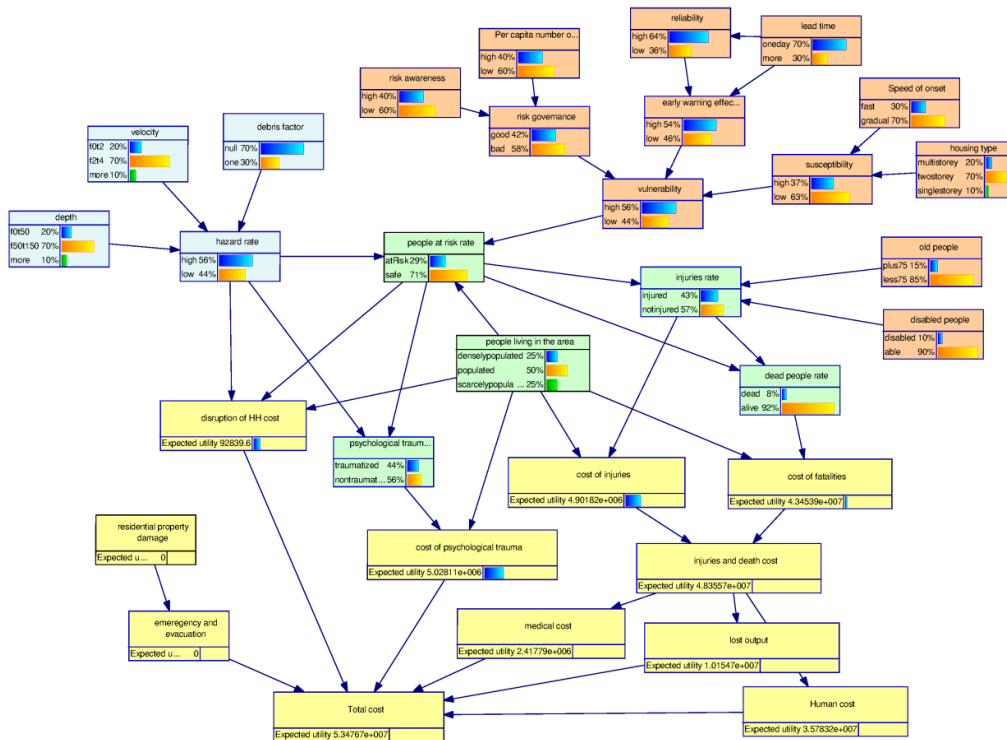 reliability
high 64%
low 36%
lead time
oneday 70%
more 30%
Per capita number o...
high 40%
low 60%
risk awareness
high 40%
low 60%
early warning effec...
high 54%
low 46%
Speed of onset
fast 30%
gradual 70%
risk governance
good 42%
bad 58%
velocity
f0t2 20%
f2t4 70%
more 10%
debris factor
null 70%
one 30%
housing type
multistorey 20%
twostorey 70%
singlestorey 10%
susceptibility
high 37%
low 63%
vulnerability
high 56%
low 44%
depth
f0t50 20%
f50t150 70%
more 10%
hazard rate
high 56%
low 44%
people at risk rate
atRisk 29%
safe 71%
old people
plus75 15%
less75 85%
injuries rate
injured 43%
notinjured 57%
disabled people
disabled 10%
able 90%
people living in the area
denselypopulated 25%
populated 50%
scarcelypopula ... 25%
dead people rate
dead 8%
alive 92%
disruption of HH cost
Expected utility 92839.6
psychological traum...
traumatized 44%
nontraumat... 56%
cost of injuries
Expected utility 4.90182e+006
cost of fatalities
Expected utility 4.34539e+007
residential property
damage
Expected u ... 0
cost of psychological trauma
Expected utility 5.02811e+006
injuries and death cost
Expected utility 4.83557e+007
emeregency and
evacuation
Expected u ... 0
medical cost
Expected utility 2.41779e+006
lost output
Expected utility 1.01547e+007
Total cost
Expected utility 5.34767e+007
Human cost
Expected utility 3.57832e+007